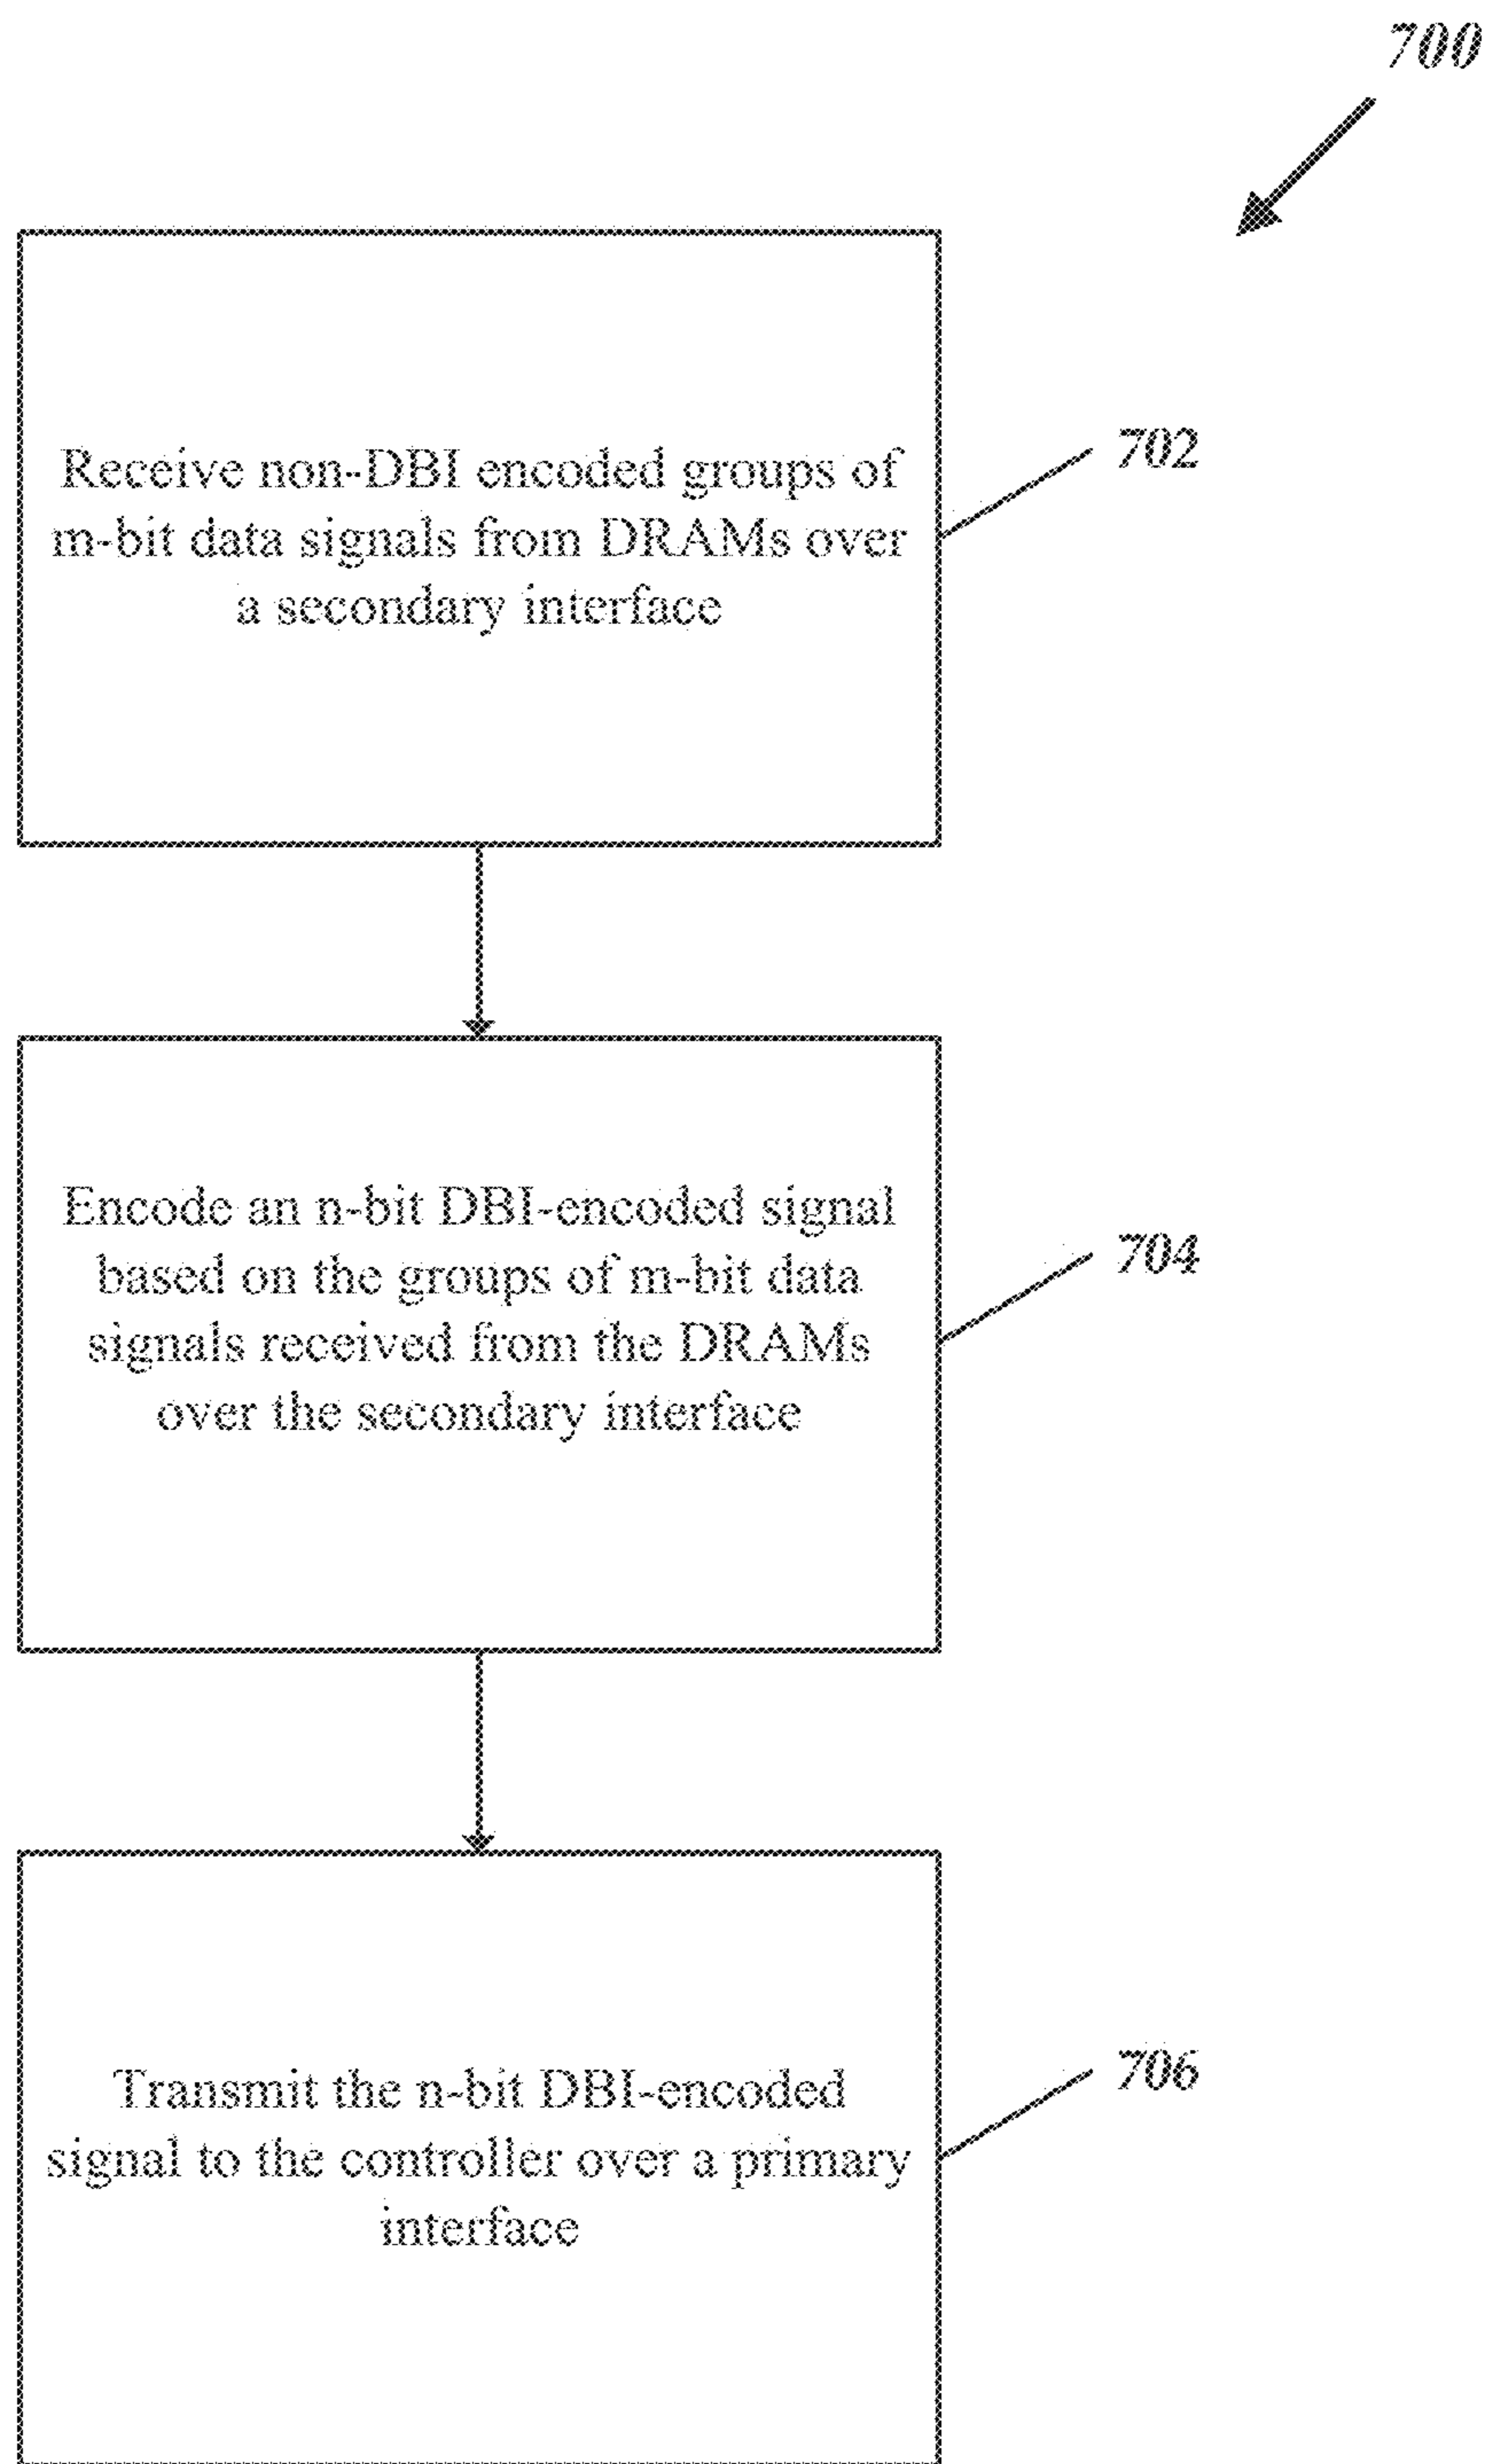 700
Receive non-DBI encoded groups of
m-bit data signals from DRAMs over
a secondary interface
702
Encode an n-bit DBI-encoded signal
based on the groups of m-bit data
signals received from the DRAMs
over the secondary interface
704
Transmit the n-bit DBI-encoded
signal to the controller over a primary
interface
706